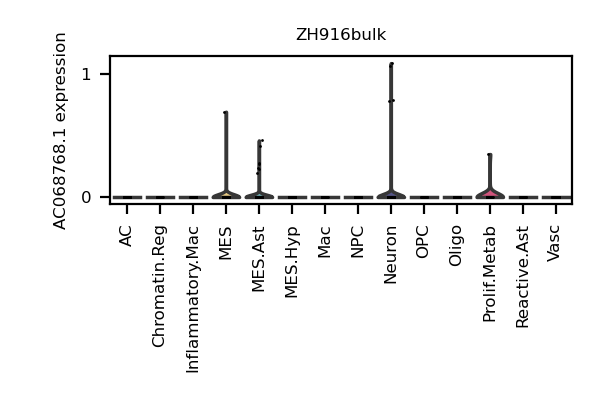 ZH916bulk
AC068768.1 expression
1
0
AC
Chromatin.Reg
Inflammatory.Mac
MES
MES.Ast
MES.Hyp
Mac
NPC
Neuron
OPC
Oligo
Prolif.Metab
Reactive.Ast
Vasc